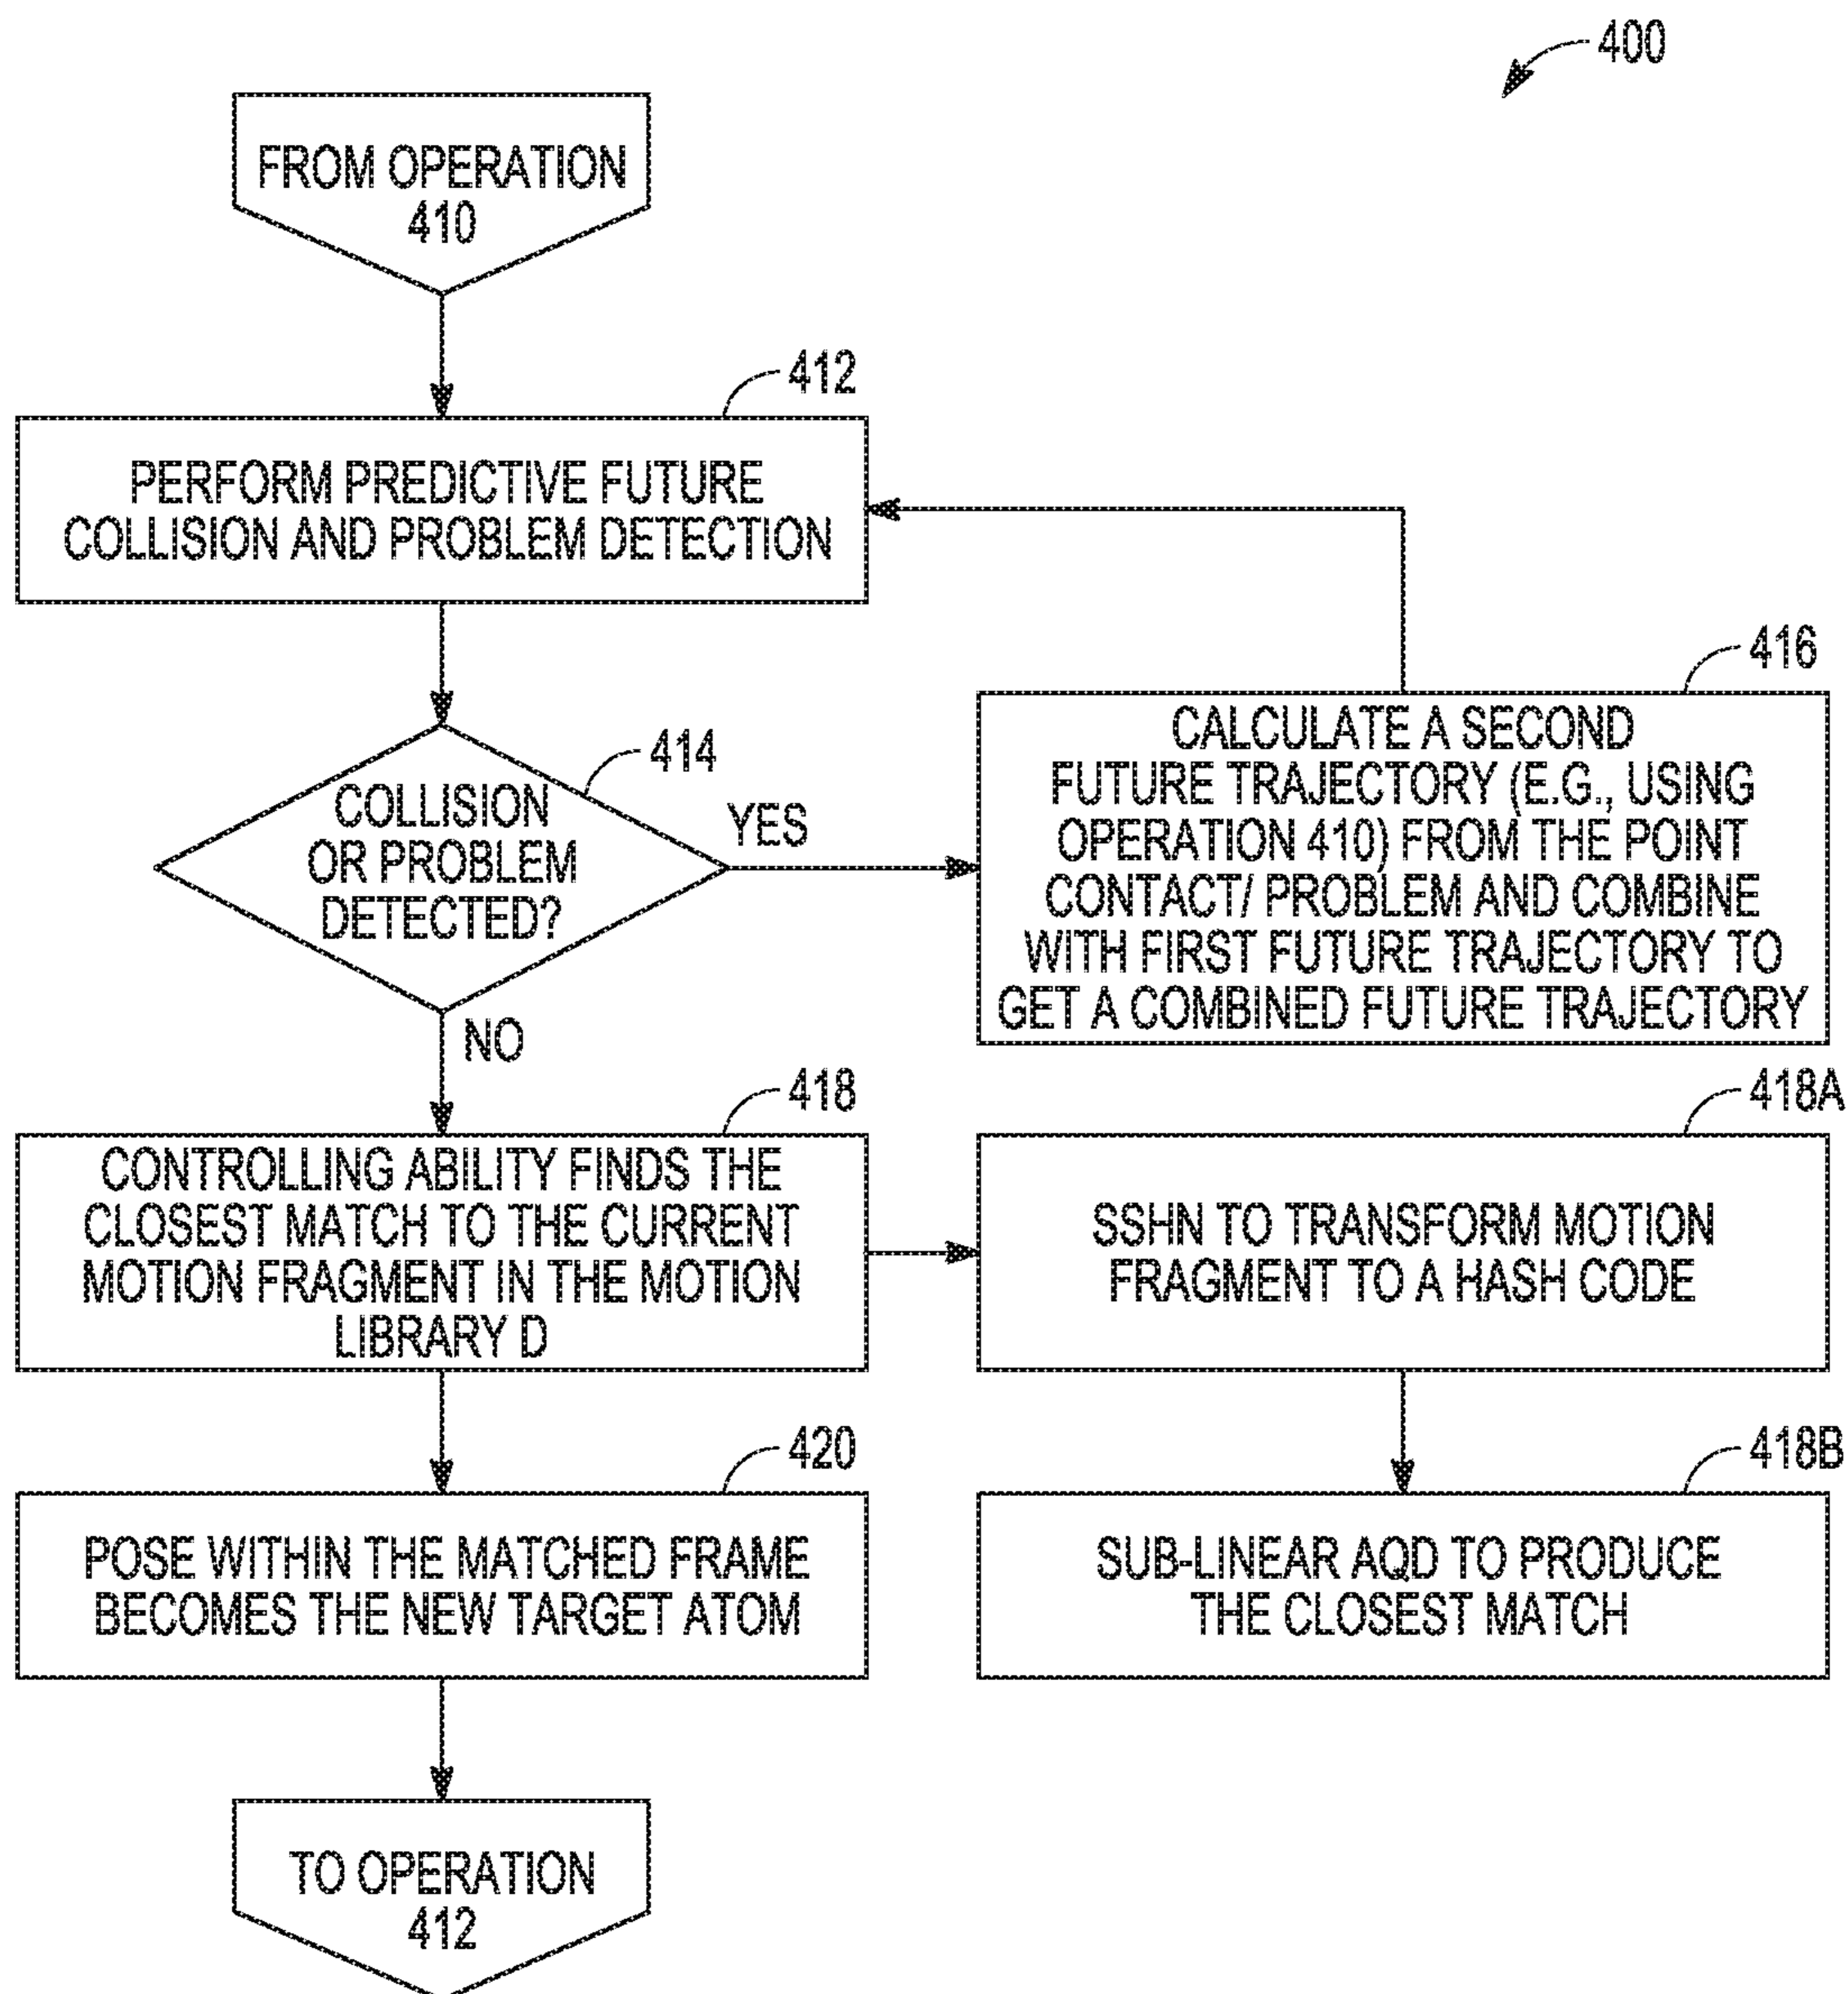 400
FROM OPERATION
410
412
PERFORM PREDICTIVE FUTURE
COLLISION AND PROBLEM DETECTION
414
COLLISION
OR PROBLEM
DETECTED?
YES
NO
416
CALCULATE A SECOND
FUTURE TRAJECTORY (E.G., USING
OPERATION 410) FROM THE POINT
CONTACT/ PROBLEM AND COMBINE
WITH FIRST FUTURE TRAJECTORY TO
GET A COMBINED FUTURE TRAJECTORY
418
CONTROLLING ABILITY FINDS THE
CLOSEST MATCH TO THE CURRENT
MOTION FRAGMENT IN THE MOTION
LIBRARY D
418A
SSHN TO TRANSFORM MOTION
FRAGMENT TO A HASH CODE
420
POSE WITHIN THE MATCHED FRAME
BECOMES THE NEW TARGET ATOM
418B
SUB-LINEAR AQD TO PRODUCE
THE CLOSEST MATCH
TO OPERATION
412